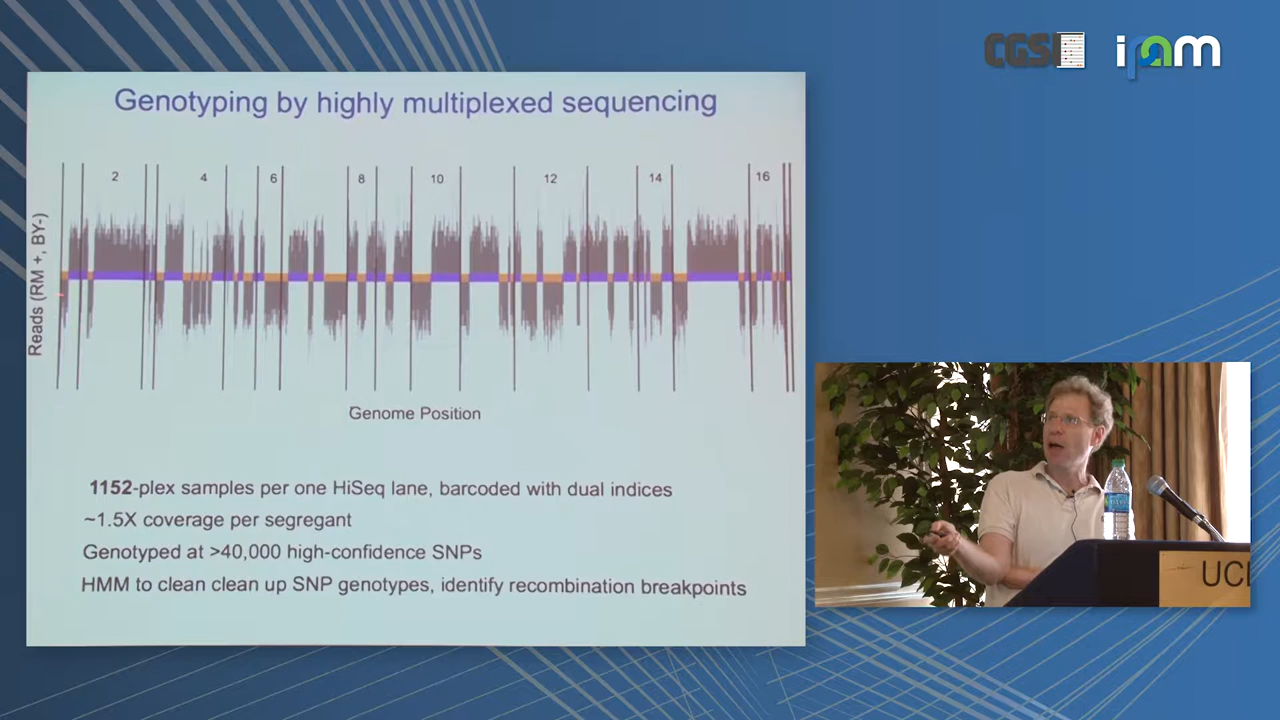 CGSI
ipam
Genotyping by highly multiplexed sequencing
2 4 6 8 10 12 14 16
Reads (RM +, BY-)
Genome Position
1152-plex samples per one HiSeq lane, barcoded with dual indices
~1.5X coverage per segregant
Genotyped at >40,000 high-confidence SNPs
HMM to clean clean up SNP genotypes, identify recombination breakpoints
UCL